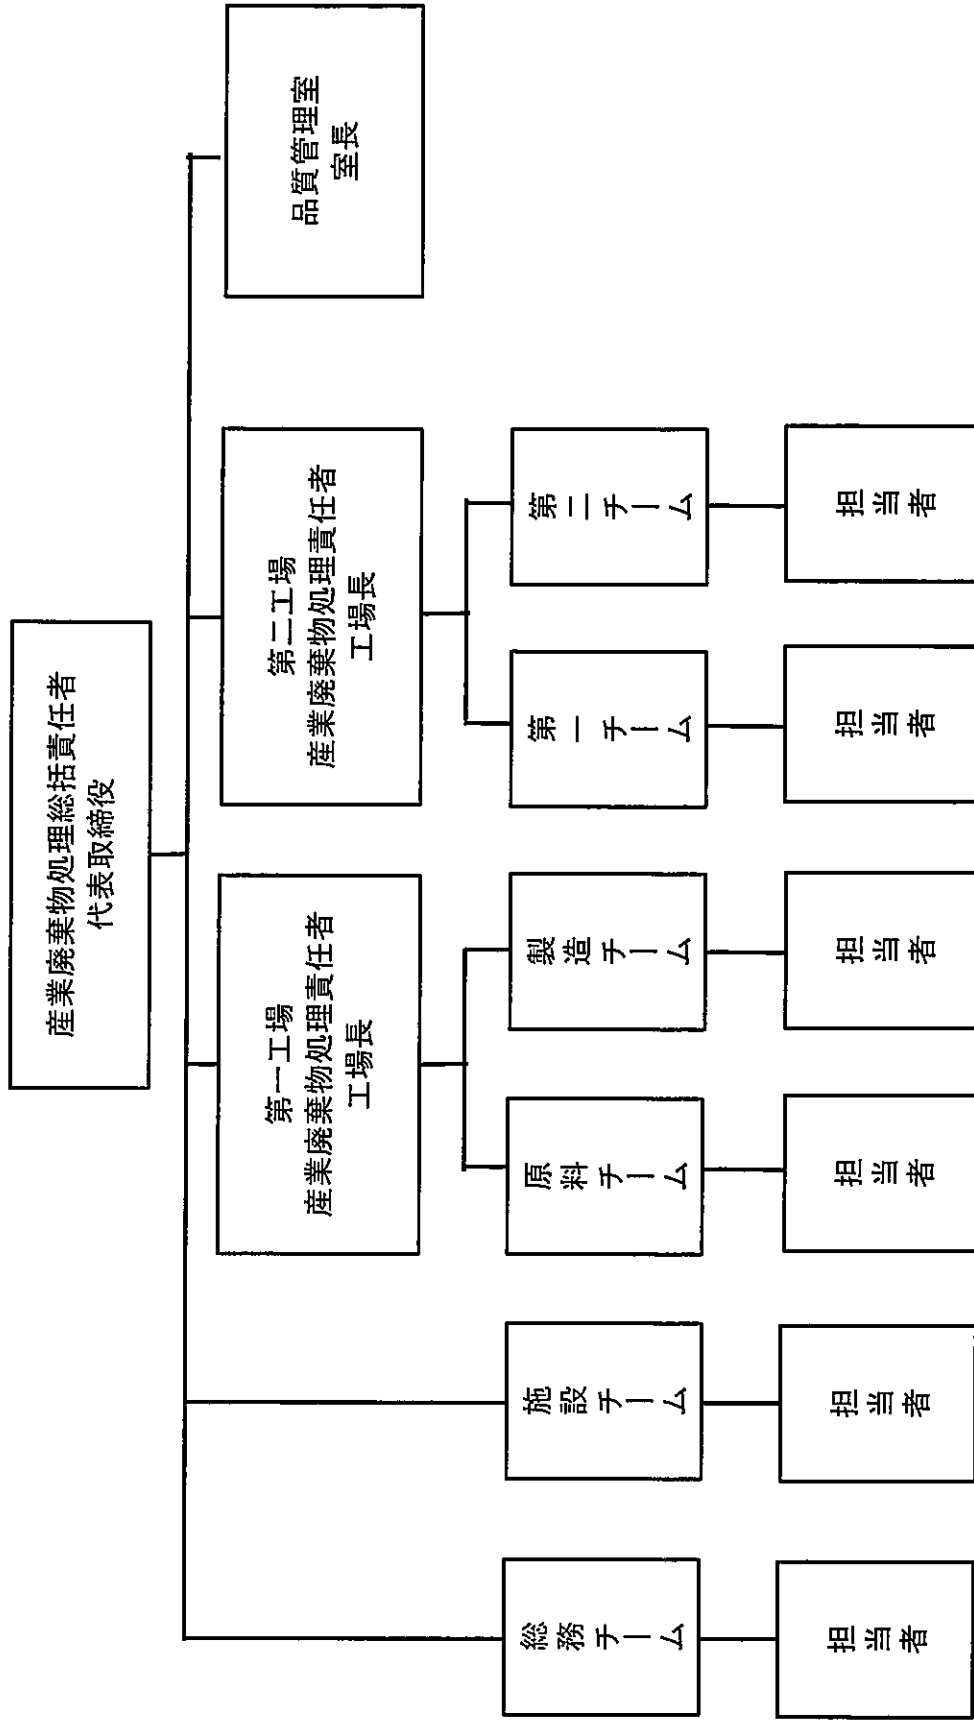 産業廃棄物処理総括責任者
代表取締役
第一工場
産業廃棄物処理責任者
工場長
第二工場
産業廃棄物処理責任者
工場長
品質管理室
室長
総務チーム
施設チーム
原料チーム
製造チーム
第一チーム
第二チーム
担当者
担当者
担当者
担当者
担当者
担当者